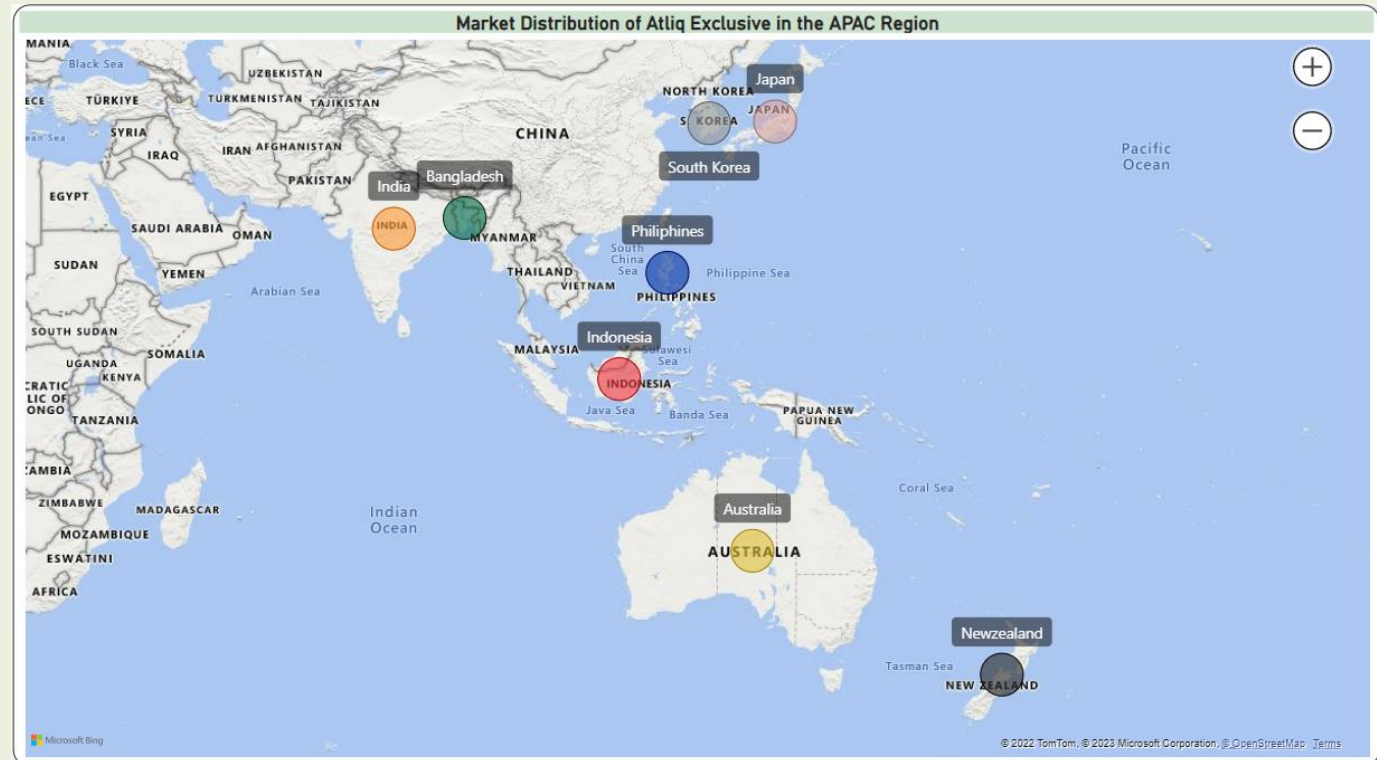 Market Distribution of Atliq Exclusive in the APAC Region
MANIA
Black Sea
UZBEKISTAN
NORTH KOREA
Japan
ECE
TÜRKIYE
TURKMENISTAN
TAJIKISTAN
S. KOREA
JAPAN
SYRIA
CHINA
IRAQ
IRAN
AFGHANISTAN
Pacific
Ocean
PAKISTAN
India
Bangladesh
South Korea
EGYPT
SAUDI ARABIA
OMAN
INDIA
MYANMAR
Philiphines
SUDAN
YEMEN
THAILAND
South
China
Sea
Philippine Sea
Arabian Sea
VIETNAM
PHILIPPINES
SOUTH SUDAN
SOMALIA
Indonesia
MALAYSIA
Sulawesi
Sea
UGANDA
KENYA
CRATIC
LIC OF
ONGO
INDONESIA
TANZANIA
Java Sea
Banda Sea
PAPUA NEW
GUINEA
ZAMBIA
ZIMBABWE
MADAGASCAR
Indian
Ocean
Coral Sea
MOZAMBIQUE
Australia
ESWATINI
AUSTRALIA
AFRICA
Newzealand
Tasman Sea
NEW ZEALAND
Microsoft Bing
© 2022 TomTom, © 2023 Microsoft Corporation, © OpenStreetMap Terms